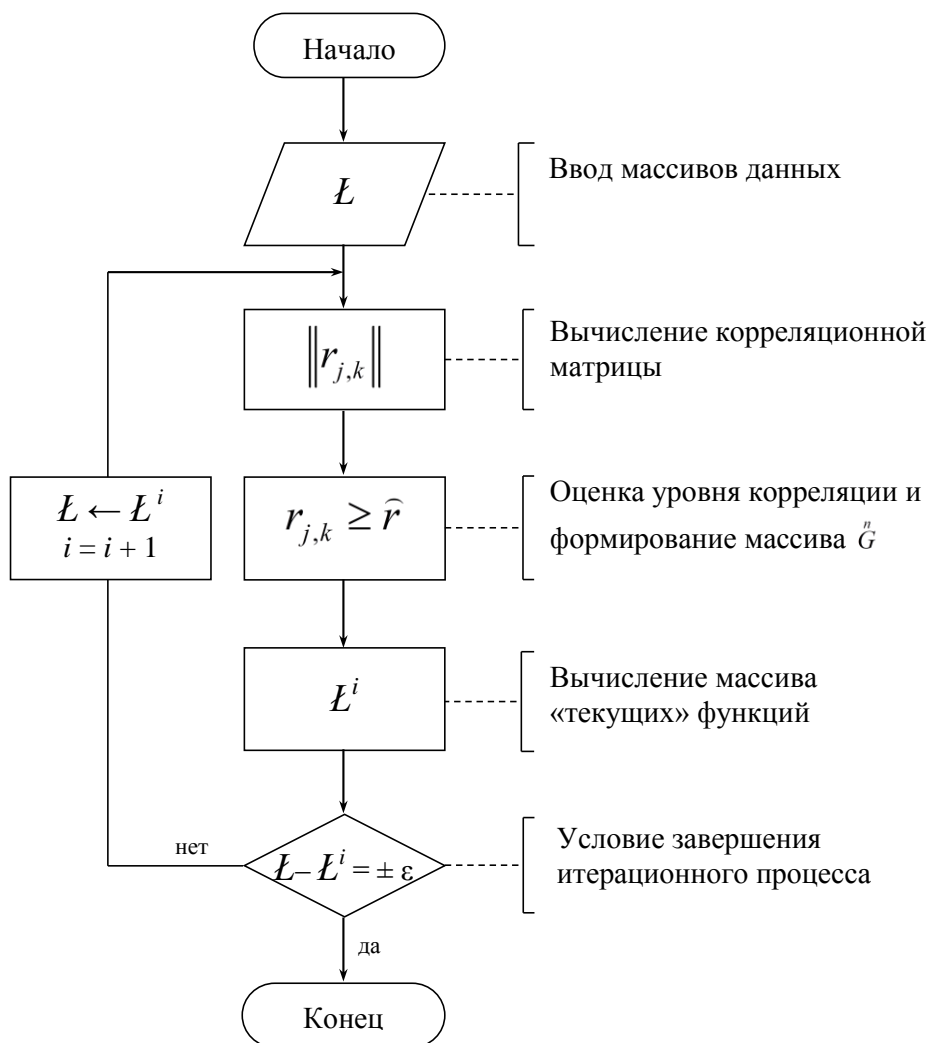 Начало
Ł
Ввод массивов данных
‖r_{j,k}‖
Вычисление корреляционной
матрицы
Ł ← Ł^i
i = i + 1
r_{j,k} ≥ r̂
Оценка уровня корреляции и
формирование массива G^n
Ł^i
Вычисление массива
«текущих» функций
нет
Ł – Ł^i = ± ε
Условие завершения
итерационного процесса
да
Конец